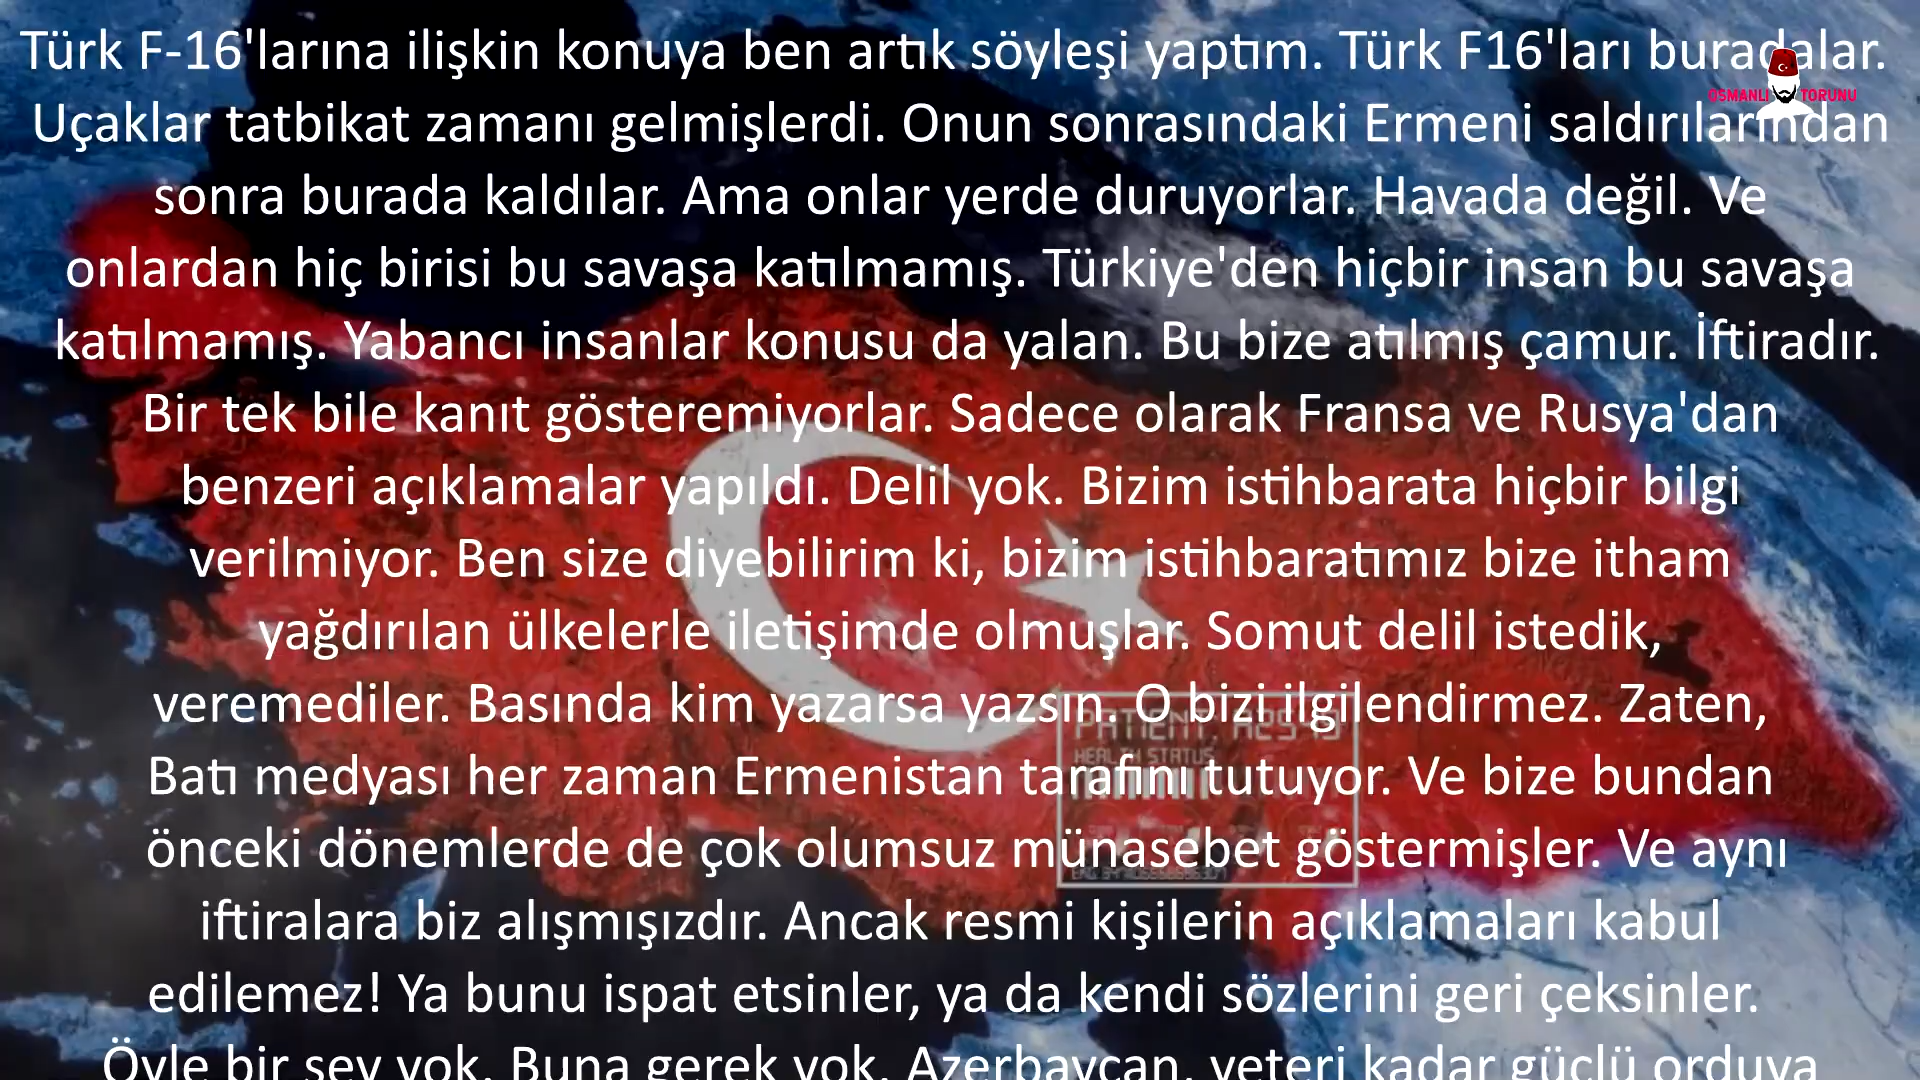 Türk F-16'larına ilişkin konuya ben artık söyleşi yaptım. Türk F16'ları buradalar.
OSMANLI TORUNU
Uçaklar tatbikat zamanı gelmişlerdi. Onun sonrasındaki Ermeni saldırılarından
sonra burada kaldılar. Ama onlar yerde duruyorlar. Havada değil. Ve
onlardan hiç birisi bu savaşa katılmamış. Türkiye'den hiçbir insan bu savaşa
katılmamış. Yabancı insanlar konusu da yalan. Bu bize atılmış çamur. İftiradır.
Bir tek bile kanıt gösteremiyorlar. Sadece olarak Fransa ve Rusya'dan
benzeri açıklamalar yapıldı. Delil yok. Bizim istihbarata hiçbir bilgi
verilmiyor. Ben size diyebilirim ki, bizim istihbaratımız bize itham
yağdırılan ülkelerle iletişimde olmuşlar. Somut delil istedik,
veremediler. Basında kim yazarsa yazsın. O bizi ilgilendirmez. Zaten,
PATIENT:
HEALTH STATUS
Batı medyası her zaman Ermenistan tarafını tutuyor. Ve bize bundan
önceki dönemlerde de çok olumsuz münasebet göstermişler. Ve aynı
iftiralara biz alışmışızdır. Ancak resmi kişilerin açıklamaları kabul
edilemez! Ya bunu ispat etsinler, ya da kendi sözlerini geri çeksinler.
Öyle bir şey yok. Buna gerek yok. Azerbaycan, yeteri kadar güçlü orduya